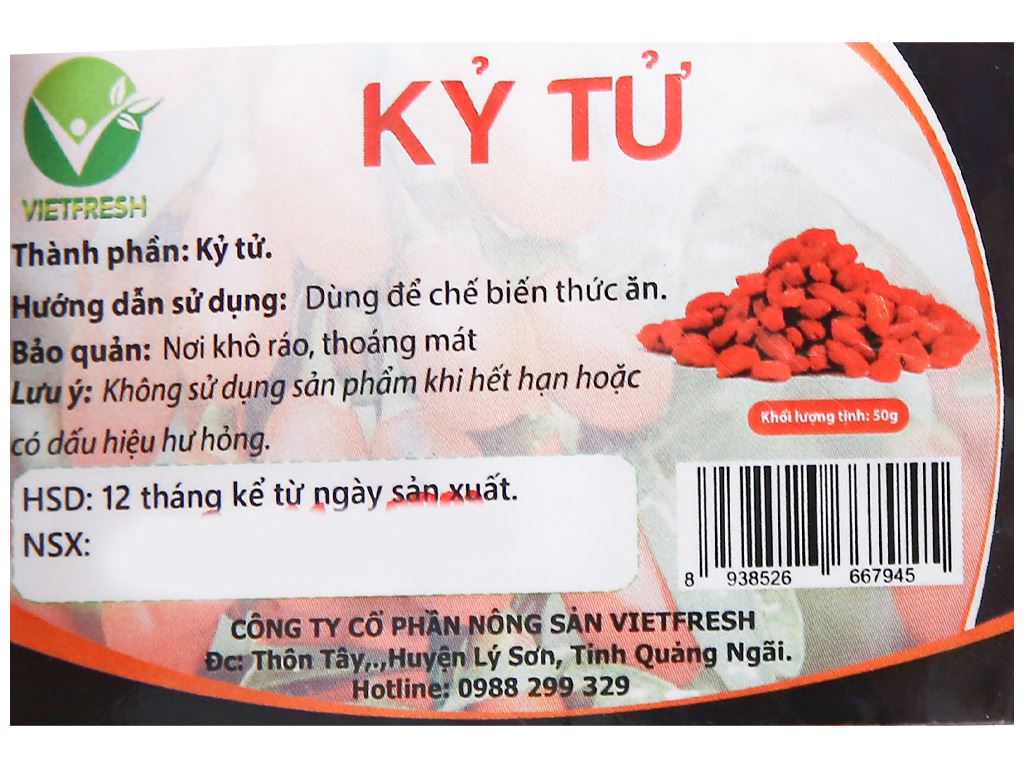 KỶ TỬ
VIETFRESH
Thành phần: Kỷ tử.
Hướng dẫn sử dụng: Dùng để chế biến thức ăn.
Bảo quản: Nơi khô ráo, thoáng mát
Lưu ý: Không sử dụng sản phẩm khi hết hạn hoặc
có dấu hiệu hư hỏng.
Khối lượng tịnh: 50g
HSD: 12 tháng kể từ ngày sản xuất.
NSX:
8 938526 667945
CÔNG TY CỔ PHẦN NÔNG SẢN VIETFRESH
Đc: Thôn Tây,.,Huyện Lý Sơn, Tỉnh Quảng Ngãi.
Hotline: 0988 299 329